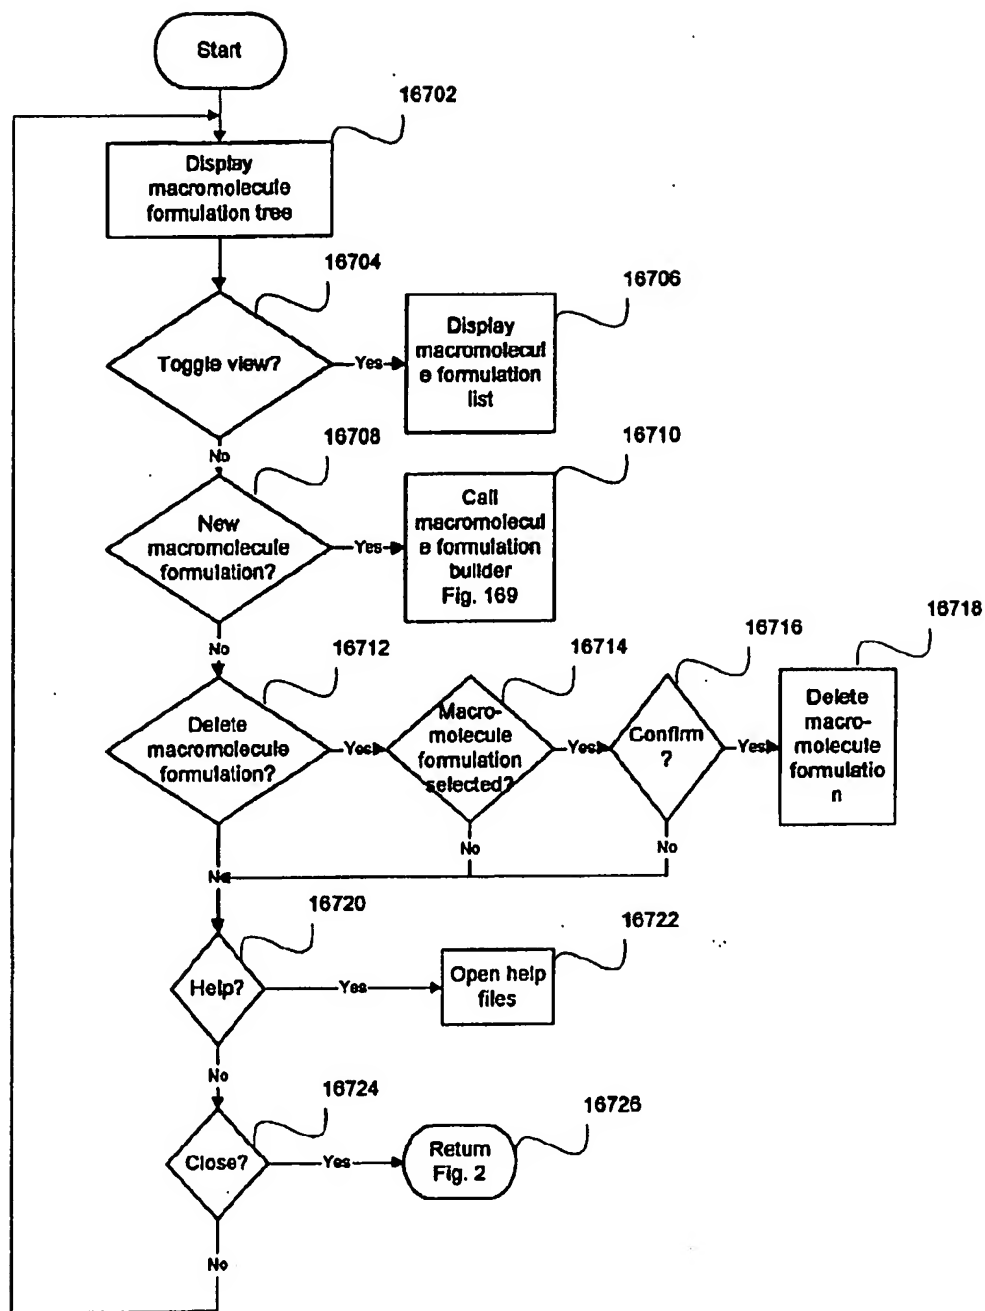 Start
16702
Display
macromolecule
formulation tree
16704
16706
Toggle view?
Yes
Display
macromolecul
e formulation
list
No
16708
16710
New
macromolecule
formulation?
Yes
Call
macromolecul
e formulation
builder
Fig. 169
No
16712
16714
16716
16718
Delete
macromolecule
formulation?
Yes
Macro-
molecule
formulation
selected?
Yes
Confirm
?
Yes
Delete
macro-
molecule
formulatio
n
No
No
No
16720
16722
Help?
Yes
Open help
files
No
16724
16726
Close?
Yes
Return
Fig. 2
No